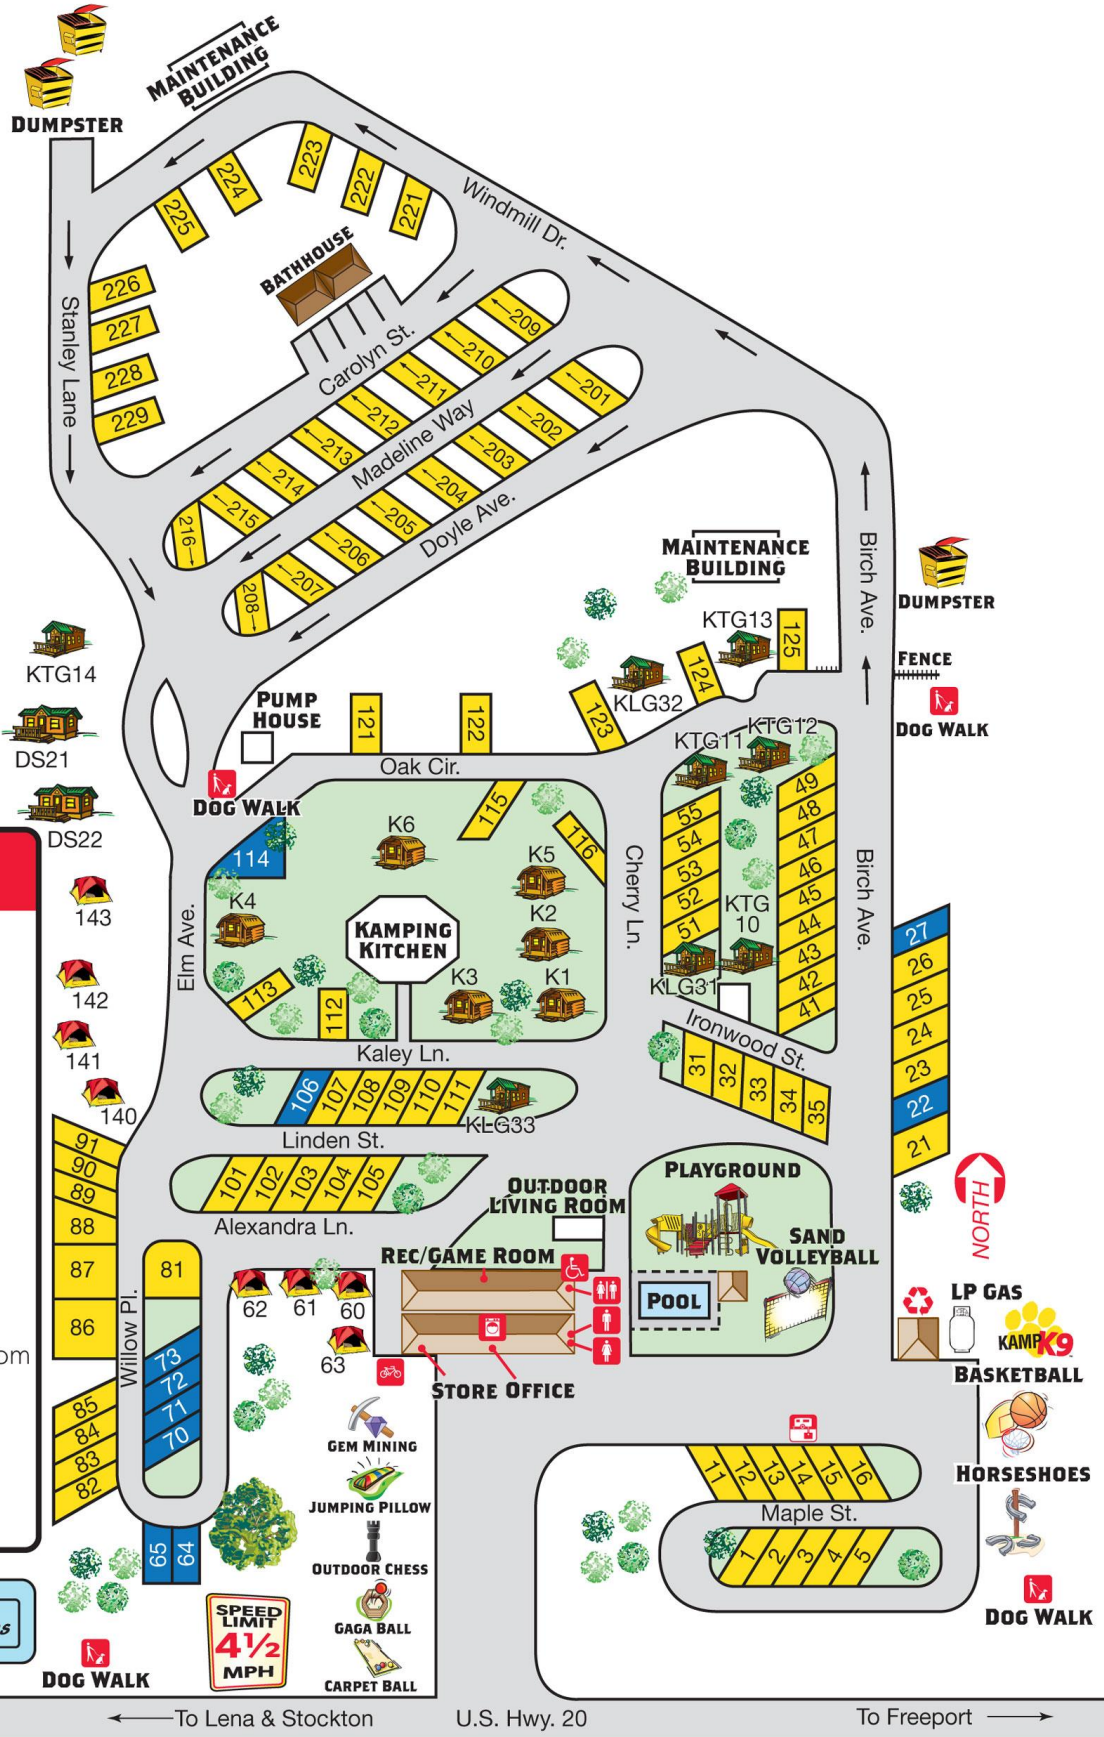 MAINTENANCE
BUILDING
DUMPSTER
223
224
222
225
221
Windmill Dr.
BATHHOUSE
226
227
228
229
Stanley Lane
Carolyn St.
209
210
211
212
213
214
215
216
Madeline Way
201
202
203
204
205
206
207
208
Doyle Ave.
MAINTENANCE
BUILDING
Birch Ave.
DUMPSTER
FENCE
DOG WALK
KTG13
125
124
KLG32
123
KTG14
DS21
DS22
PUMP
HOUSE
121
122
Oak Cir.
DOG WALK
KTG11
KTG12
115
116
114
K6
K5
K4
K2
K3
K1
KAMPING
KITCHEN
113
112
Elm Ave.
Cherry Ln.
55
54
53
52
51
KLG31
KTG
10
49
48
47
46
45
44
43
42
41
Birch Ave.
27
26
25
24
23
22
21
143
142
141
140
Kaley Ln.
Ironwood St.
31
32
33
34
35
106
107
108
109
110
111
KLG33
Linden St.
101
102
103
104
105
Alexandra Ln.
91
90
89
88
87
86
85
84
83
82
81
Willow Pl.
73
72
71
70
65
64
62
61
60
63
OUTDOOR
LIVING ROOM
REC/GAME ROOM
STORE OFFICE
PLAYGROUND
SAND
VOLLEYBALL
POOL
NORTH
LP GAS
KAMPK9
BASKETBALL
HORSESHOES
DOG WALK
GEM MINING
JUMPING PILLOW
OUTDOOR CHESS
GAGA BALL
CARPET BALL
11
12
13
14
15
16
Maple St.
1
2
3
4
5
SPEED
LIMIT
4½
MPH
DOG WALK
om
s
To Lena & Stockton
U.S. Hwy. 20
To Freeport